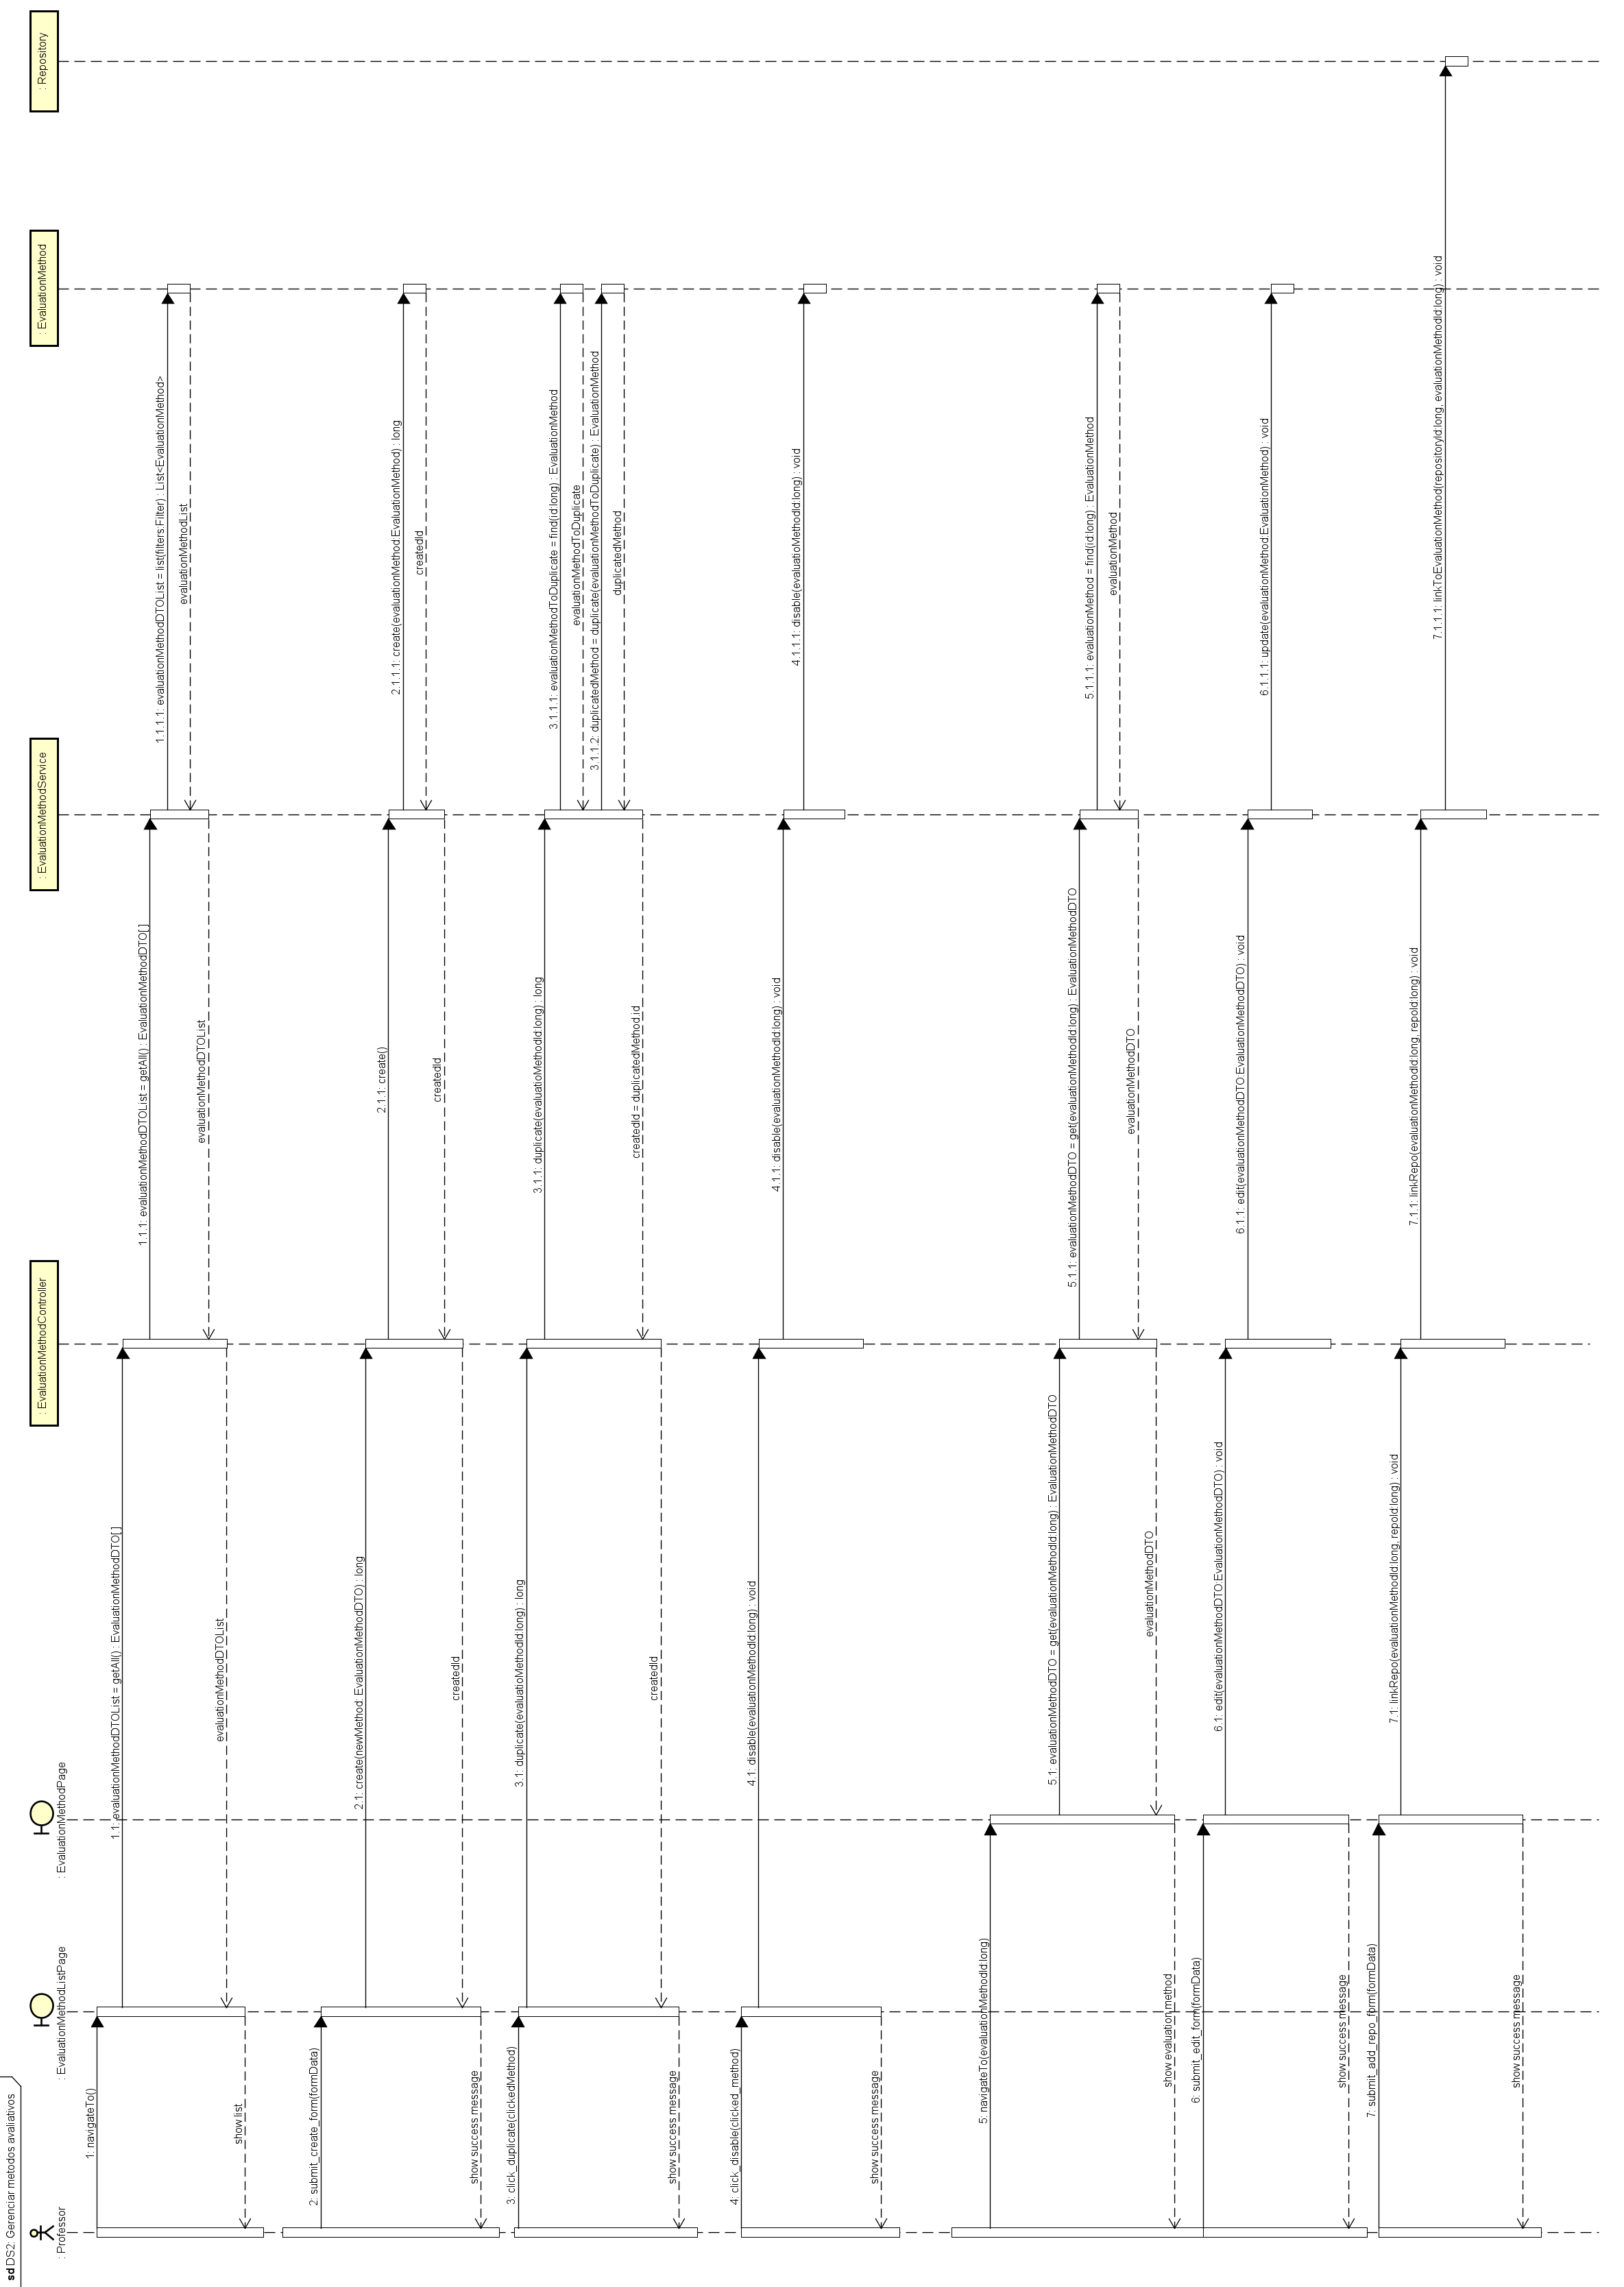 sd DS2: Gerenciar metodos avaliativos
: Professor
: EvaluationMethodListPage
: EvaluationMethodPage
: EvaluationMethodController
: EvaluationMethodService
: EvaluationMethod
: Repository
1: navigateTo()
1.1: evaluationMethodDTOList = getAll() : EvaluationMethodDTO[]
1.1.1: evaluationMethodDTOList = getAll() : EvaluationMethodDTO[]
1.1.1.1: evaluationMethodDTOList = list(filters:Filter) : List<EvaluationMethod>
evaluationMethodList
evaluationMethodDTOList
evaluationMethodDTOList
show list
2: submit_create_form(formData)
2.1: create(newMethod: EvaluationMethodDTO) : long
2.1.1: create()
2.1.1.1: create(evaluationMethod:EvaluationMethod) : long
createdId
createdId
createdId
show success message
3: click_duplicate(clickedMethod)
3.1: duplicate(evaluatioMethodId:long) : long
3.1.1: duplicate(evaluatioMethodId:long) : long
3.1.1.1: evaluationMethodToDuplicate = find(id:long) : EvaluationMethod
evaluationMethodToDuplicate
3.1.1.2: duplicatedMethod = duplicate(evaluationMethodToDuplicate) : EvaluationMethod
duplicatedMethod
createdId = duplicatedMethod.id
createdId
show success message
4: click_disable(clicked_method)
4.1: disable(evaluationMethodId:long) : void
4.1.1: disable(evaluationMethodId:long) : void
4.1.1.1: disable(evaluatioMethodId:long) : void
show success message
5: navigateTo(evaluationMethodId:long)
5.1: evaluationMethodDTO = get(evaluationMethodId:long) : EvaluationMethodDTO
5.1.1: evaluationMethodDTO = get(evaluationMethodId:long) : EvaluationMethodDTO
5.1.1.1: evaluationMethod = find(id:long) : EvaluationMethod
evaluationMethod
evaluationMethodDTO
evaluationMethodDTO
show evaluation method
6: submit_edit_form(formData)
6.1: edit(evaluationMethodDTO:EvaluationMethodDTO) : void
6.1.1: edit(evaluationMethodDTO:EvaluationMethodDTO) : void
6.1.1.1: update(evaluationMethod:EvaluationMethod) : void
show success message
7: submit_add_repo_form(formData)
7.1: linkRepo(evaluationMethodId:long, repoId:long) : void
7.1.1: linkRepo(evaluationMethodId:long, repoId:long) : void
7.1.1.1: linkToEvaluationMethod(repositoryId:long, evaluationMethodId:long) : void
show success message